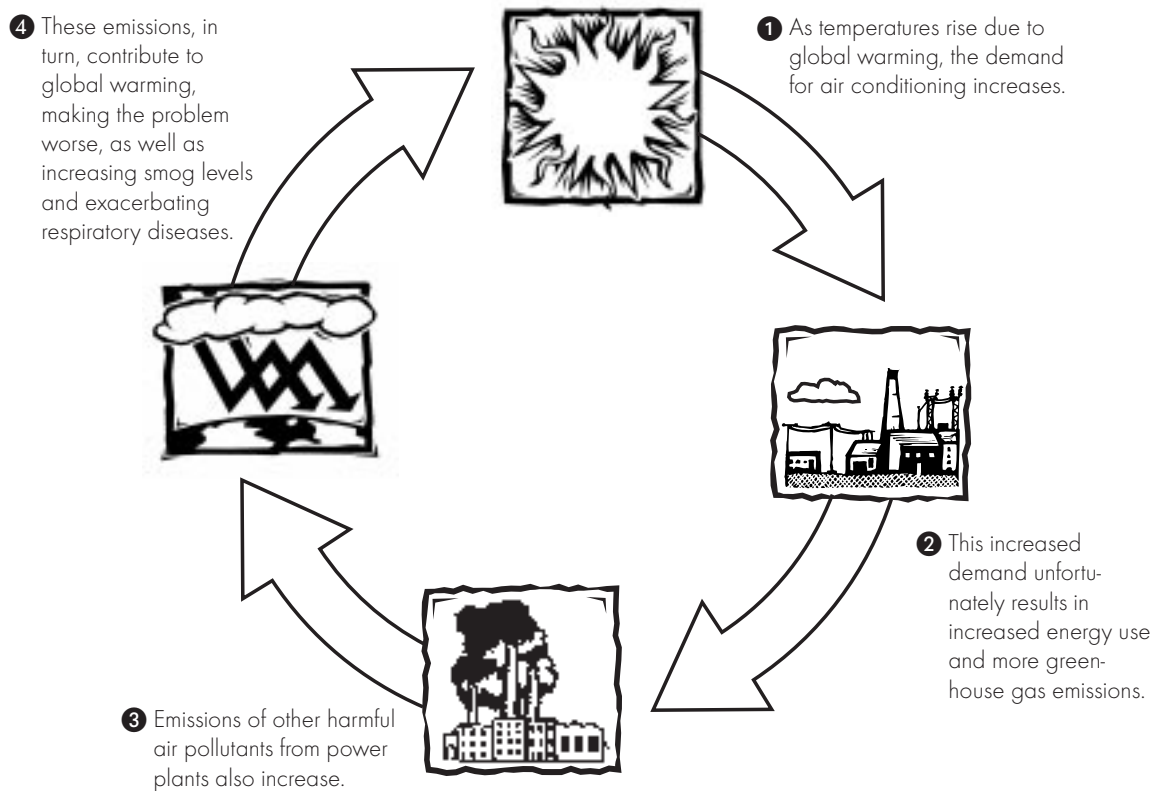 ❶ As temperatures rise due to
global warming, the demand
for air conditioning increases.
❷ This increased
demand unfortu-
nately results in
increased energy use
and more green-
house gas emissions.
❸ Emissions of other harmful
air pollutants from power
plants also increase.
❹ These emissions, in
turn, contribute to
global warming,
making the problem
worse, as well as
increasing smog levels
and exacerbating
respiratory diseases.